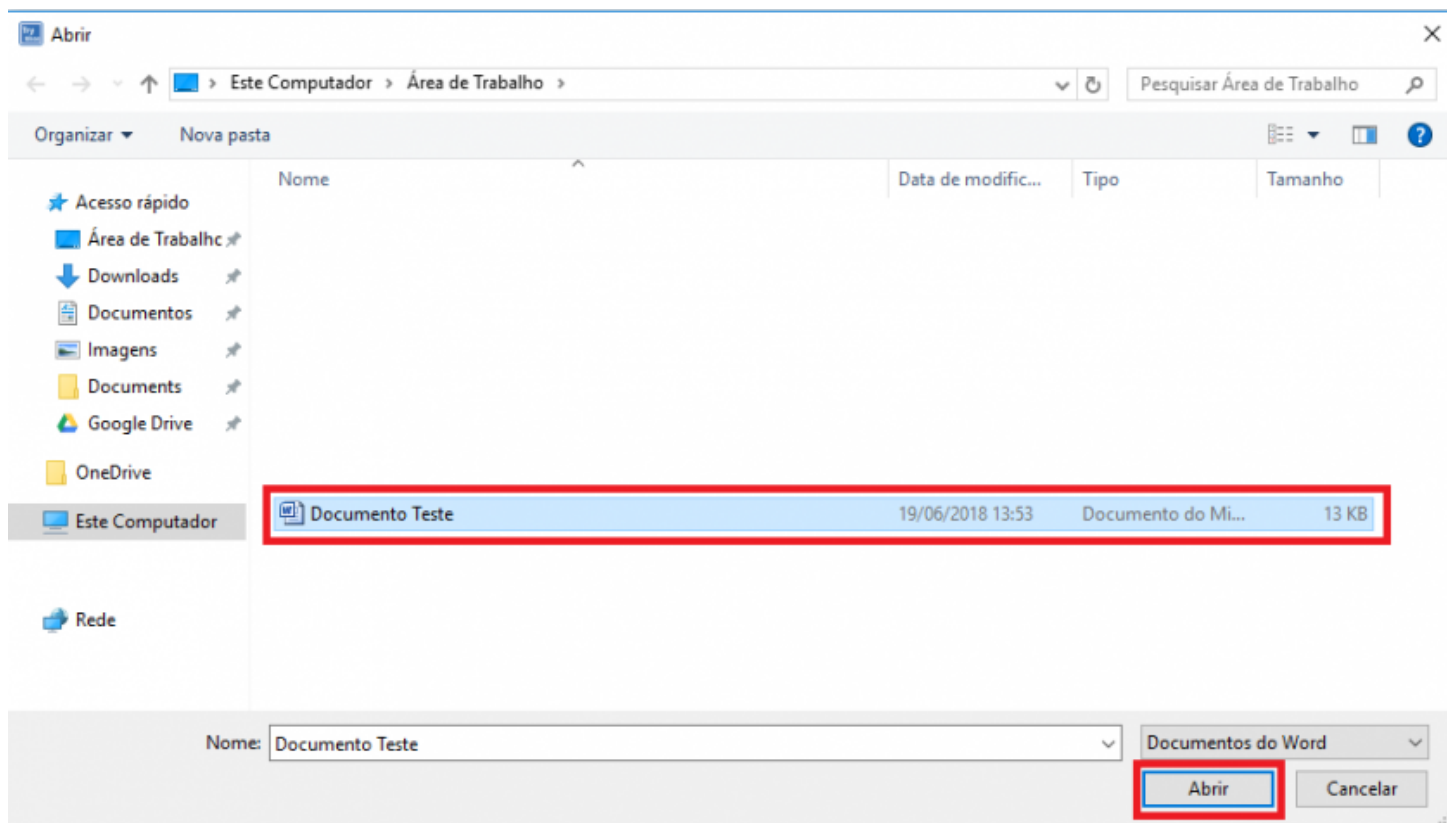 Abrir
Este Computador > Área de Trabalho >
Pesquisar Área de Trabalho
Organizar
Nova pasta
Nome
Data de modific...
Tipo
Tamanho
Acesso rápido
Área de Trabalhc
Downloads
Documentos
Imagens
Documents
Google Drive
OneDrive
Este Computador
Documento Teste 19/06/2018 13:53 Documento do Mi... 13 KB
Rede
Nome: Documento Teste
Documentos do Word
Abrir
Cancelar